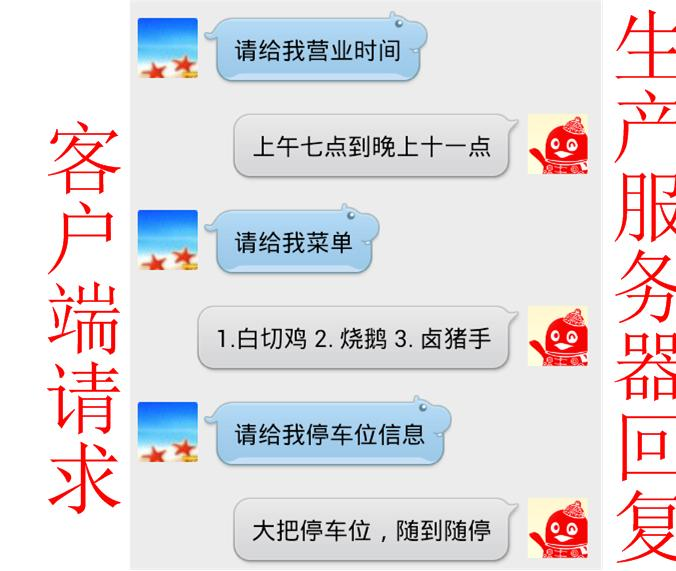 客户端请求
请给我营业时间
上午七点到晚上十一点
请给我菜单
1.白切鸡 2. 烧鹅 3. 卤猪手
请给我停车位信息
大把停车位，随到随停
生产服务器回复